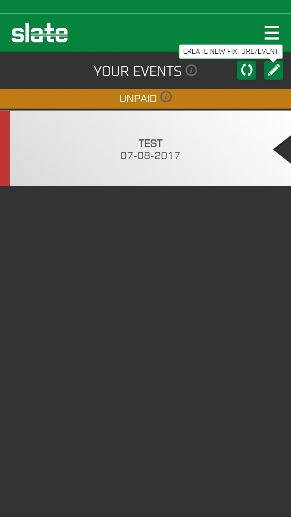 slate
CREATE NEW FIXTURE/EVENT
YOUR EVENTS
UNPAID
TEST
07-08-2017